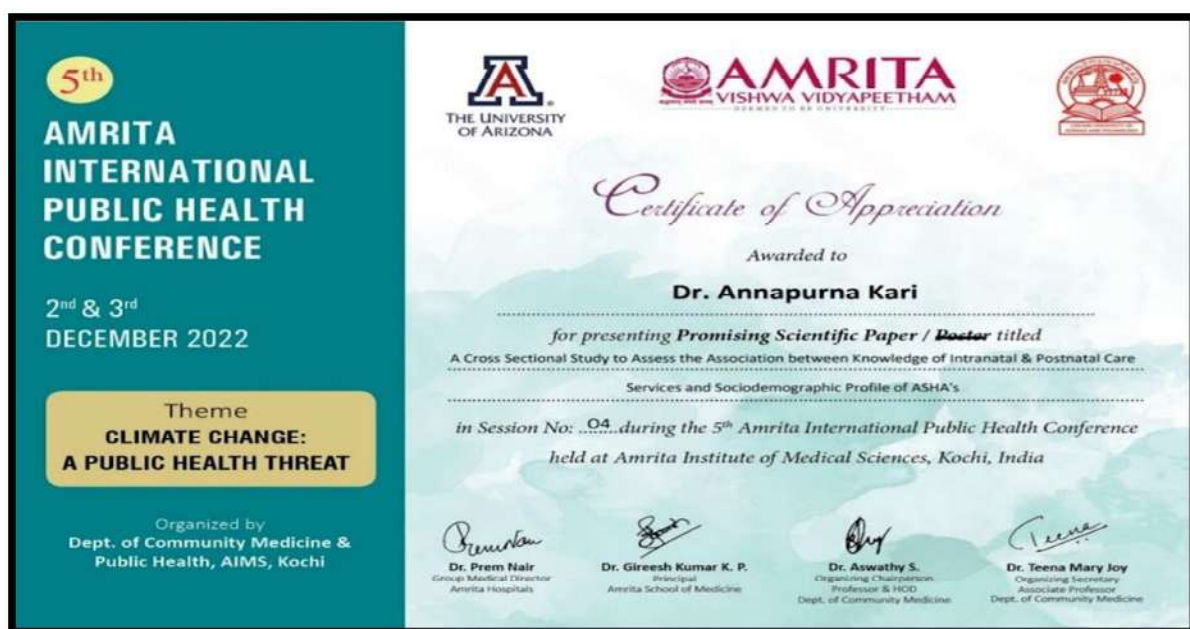 5th
AMRITA
INTERNATIONAL
PUBLIC HEALTH
CONFERENCE
2nd & 3rd
DECEMBER 2022
Theme
CLIMATE CHANGE:
A PUBLIC HEALTH THREAT
Organized by
Dept. of Community Medicine &
Public Health, AIMS, Kochi
A
THE UNIVERSITY
OF ARIZONA
AMRITA
VISHWA VIDYAPEETHAM
Certificate of Appreciation
Awarded to
Dr. Annapurna Kari
for presenting Promising Scientific Paper / Poster titled
A Cross Sectional Study to Assess the Association between Knowledge of Intranatal & Postnatal Care
Services and Sociodemographic Profile of ASHA's
in Session No: ..04..during the 5th Amrita International Public Health Conference
held at Amrita Institute of Medical Sciences, Kochi, India
Dr. Prem Nair
Group Medical Director
Amrita Hospitals
Dr. Gireesh Kumar K. P.
Principal
Amrita School of Medicine
Dr. Aswathy S.
Organizing Chairperson
Professor & HOD
Dept. of Community Medicine
Teena
Dr. Teena Mary Joy
Organizing Secretary
Associate Professor
Dept. of Community Medicine